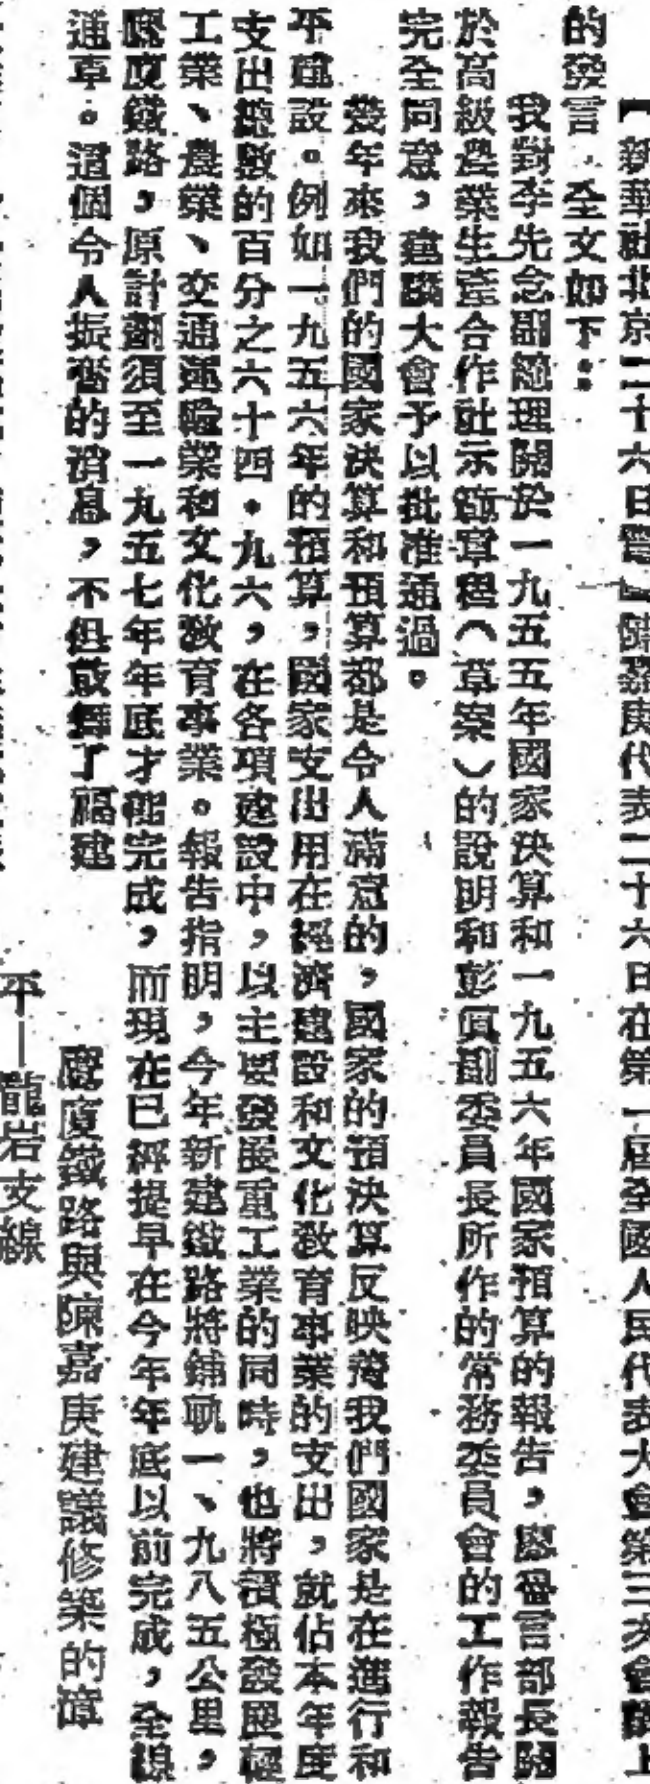 【新華社北京二十六日電】陳嘉庚代表二十六日在第一屆全國人民代表大會第三次會議上
的發言，全文如下：
我對李先念副總理關於一九五五年國家決算和一九五六年國家預算的報告，廖魯言部長關
於高級農業生產合作社示範章程（草案）的說明和彭真副委員長所作的常務委員會的工作報告
完全同意，建議大會予以批准通過。
幾年來我們的國家決算和預算都是令人滿意的，國家的預決算反映着我們國家是在進行和
平建設。例如一九五六年的預算，國家支出用在經濟建設和文化教育事業的支出，就佔本年度
支出總數的百分之六十四・九六，在各項建設中，以主要發展重工業的同時，也將積極發展輕
工業、農業、交通運輸業和文化教育事業。報告指明，今年新建鐵路將鋪軌一、九八五公里，
鷹廈鐵路，原計劃須至一九五七年年底才能完成，而現在已經提早在今年年底以前完成，全線
通車。這個令人振奮的消息，不但鼓舞了福建
鷹廈鐵路與陳嘉庚建議修築的漳
平—龍岩支線